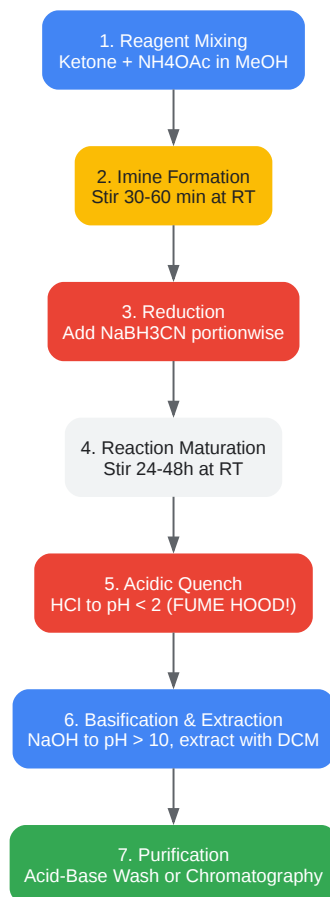 1. Reagent Mixing
Ketone + NH4OAc in MeOH
2. Imine Formation
Stir 30-60 min at RT
3. Reduction
Add NaBH3CN portionwise
4. Reaction Maturation
Stir 24-48h at RT
5. Acidic Quench
HCl to pH < 2 (FUME HOOD!)
6. Basification & Extraction
NaOH to pH > 10, extract with DCM
7. Purification
Acid-Base Wash or Chromatography